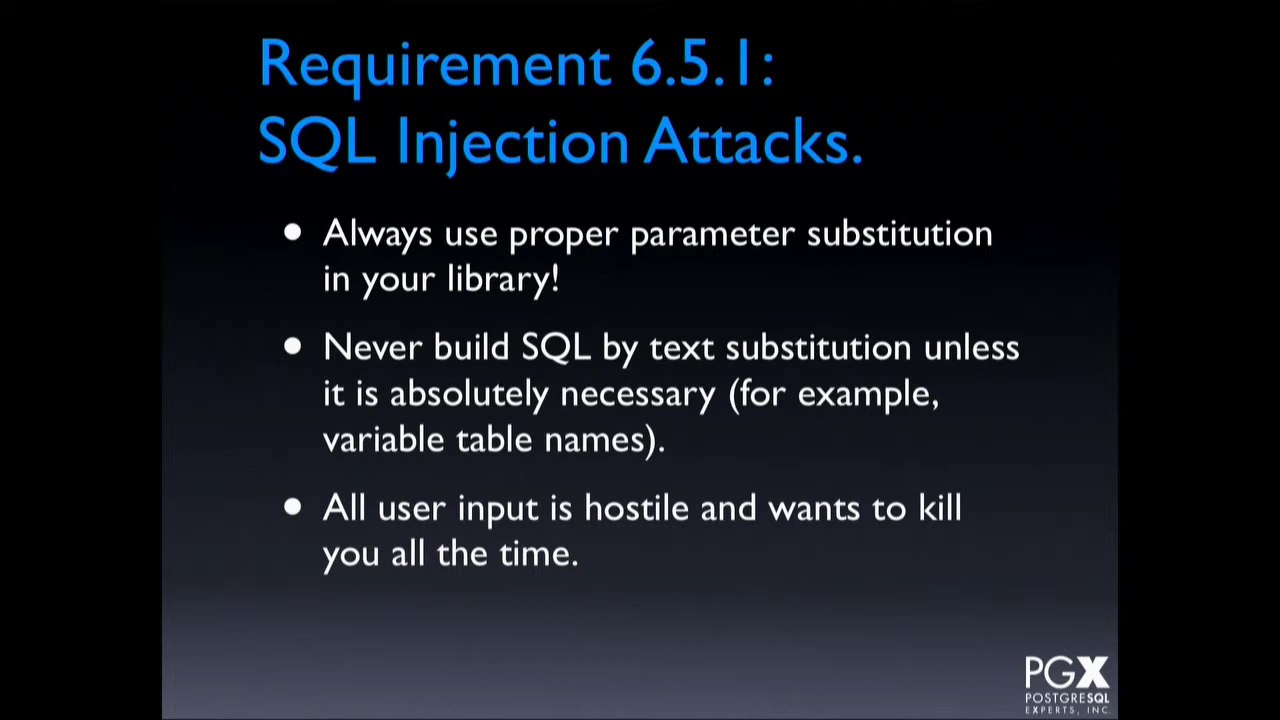 Requirement 6.5.1:
SQL Injection Attacks.
• Always use proper parameter substitution
in your library!
• Never build SQL by text substitution unless
it is absolutely necessary (for example,
variable table names).
• All user input is hostile and wants to kill
you all the time.
PGX
POSTGRESQL
EXPERTS, INC.